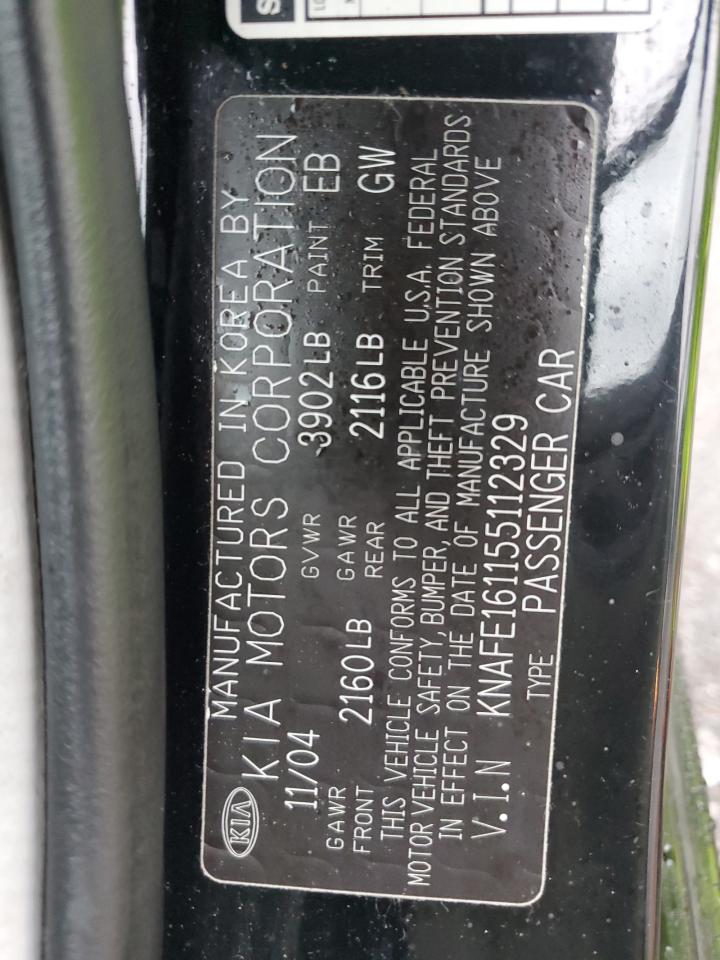 KIA
MANUFACTURED IN KOREA BY
KIA MOTORS CORPORATION
11/04 GVWR 3902LB PAINT EB
GAWR FRONT 2160LB GAWR REAR 2116LB TRIM GW
THIS VEHICLE CONFORMS TO ALL APPLICABLE U.S.A. FEDERAL
MOTOR VEHICLE SAFETY, BUMPER, AND THEFT PREVENTION STANDARDS
IN EFFECT ON THE DATE OF MANUFACTURE SHOWN ABOVE
V.I.N KNAFE161155112329
TYPE PASSENGER CAR